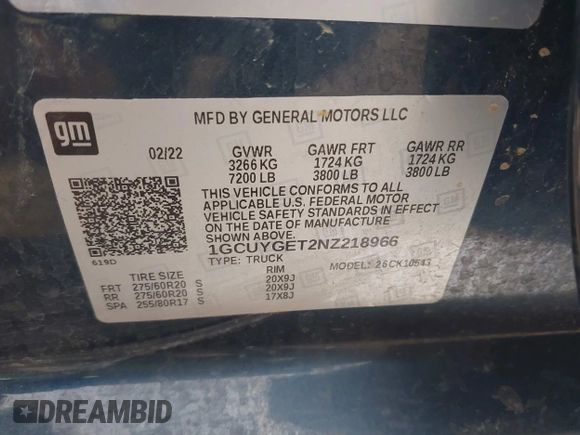 gm
MFD BY GENERAL MOTORS LLC
02/22 GVWR GAWR FRT GAWR RR
3266 KG 1724 KG 1724 KG
7200 LB 3800 LB 3800 LB
THIS VEHICLE CONFORMS TO ALL
APPLICABLE U.S. FEDERAL MOTOR
VEHICLE SAFETY STANDARDS IN EFFECT
ON THE DATE OF MANUFACTURE
SHOWN ABOVE.
1GCUYGET2NZ218966
619D
TYPE: TRUCK MODEL:
TIRE SIZE RIM
FRT 275/60R20 S 20X9J
RR 275/60R20 S 20X9J
SPA 255/80R17 S 17X8J
DREAMBID